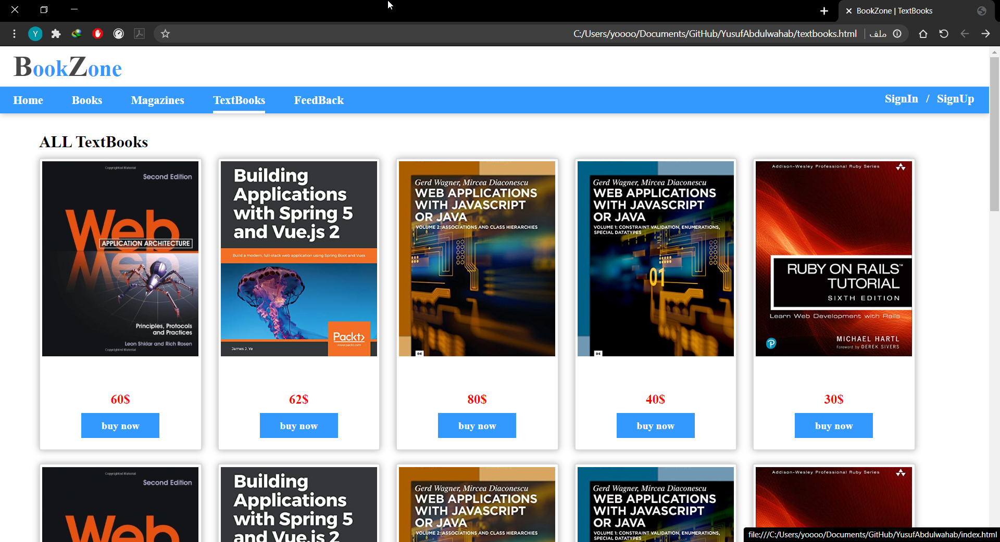 BookZone | TextBooks
Y
C:/Users/yoooo/Documents/GitHub/YusufAbdulwahab/textbooks.html
ملف
BookZone
Home
Books
Magazines
TextBooks
FeedBack
SignIn / SignUp
ALL TextBooks
Copyrighted Material
Second Edition
Web
APPLICATION ARCHITECTURE
Principles, Protocols
and Practices
Leon Shklar and Rich Rosen
Copyrighted Material
60$
buy now
Building
Applications
with Spring 5
and Vue.js 2
Build a modern, full-stack web application using Spring Boot and Vuex
James J. Ye
Packt>
www.packt.com
62$
buy now
Gerd Wagner, Mircea Diaconescu
WEB APPLICATIONS
WITH JAVASCRIPT
OR JAVA
VOLUME 2: ASSOCIATIONS AND CLASS HIERARCHIES
DE
80$
buy now
Gerd Wagner, Mircea Diaconescu
WEB APPLICATIONS
WITH JAVASCRIPT
OR JAVA
VOLUME 1: CONSTRAINT VALIDATION, ENUMERATIONS,
SPECIAL DATATYPES
01
DE
40$
buy now
Addison-Wesley Professional Ruby Series
RUBY ON RAILS™
TUTORIAL
SIXTH EDITION
Learn Web Development with Rails
MICHAEL HARTL
Foreword by DEREK SIVERS
P
30$
buy now
Copyrighted Material
Second Edition
Web
Building
Applications
with Spring 5
and Vue.js 2
Gerd Wagner, Mircea Diaconescu
WEB APPLICATIONS
WITH JAVASCRIPT
OR JAVA
VOLUME 2: ASSOCIATIONS AND CLASS HIERARCHIES
Gerd Wagner, Mircea Diaconescu
WEB APPLICATIONS
WITH JAVASCRIPT
OR JAVA
VOLUME 1: CONSTRAINT VALIDATION, ENUMERATIONS,
SPECIAL DATATYPES
Addison-Wesley Professional Ruby Series
file:///C:/Users/yoooo/Documents/GitHub/YusufAbdulwahab/index.html